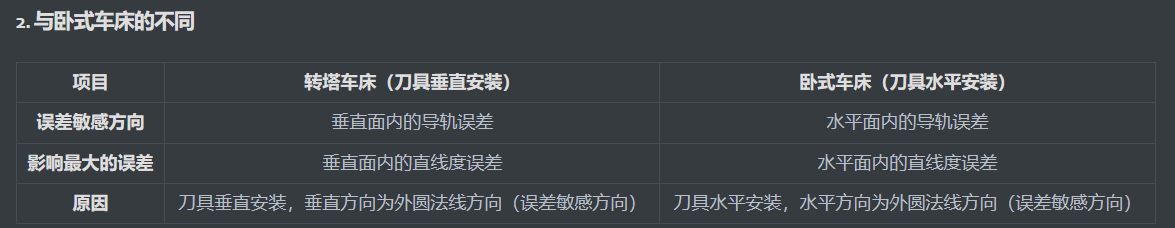 2. 与卧式车床的不同
项目 转塔车床（刀具垂直安装） 卧式车床（刀具水平安装）
误差敏感方向 垂直面内的导轨误差 水平面内的导轨误差
影响最大的误差 垂直面内的直线度误差 水平面内的直线度误差
原因 刀具垂直安装，垂直方向为外圆法线方向（误差敏感方向） 刀具水平安装，水平方向为外圆法线方向（误差敏感方向）